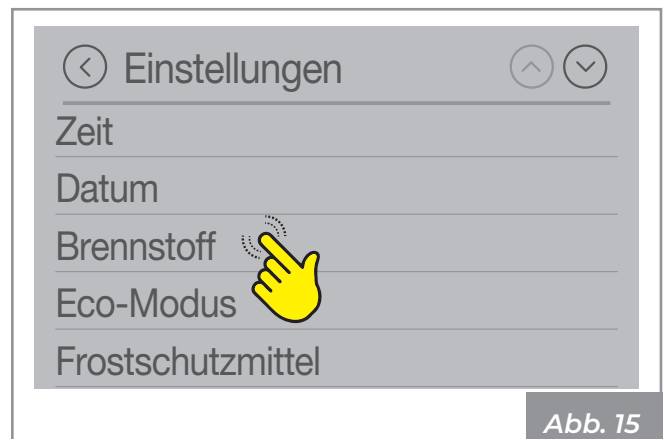 Einstellungen
Zeit
Datum
Brennstoff
Eco-Modus
Frostschutzmittel
Abb. 15